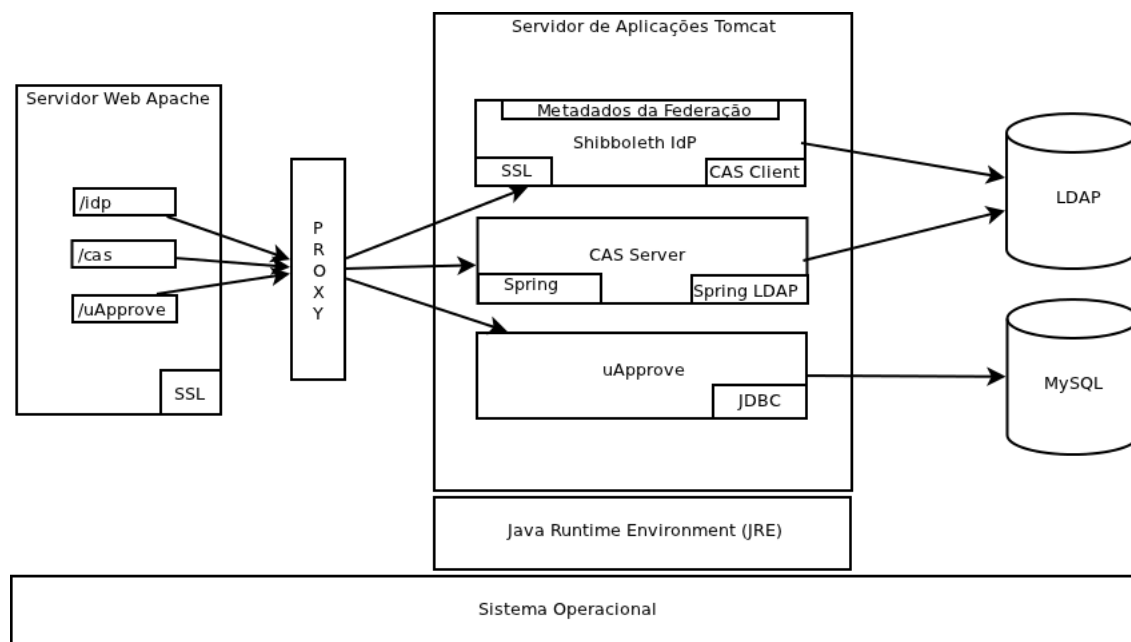 Servidor Web Apache
/idp
/cas
/uApprove
SSL
P
R
O
X
Y
Servidor de Aplicações Tomcat
Metadados da Federação
Shibboleth IdP
SSL
CAS Client
CAS Server
Spring
Spring LDAP
uApprove
JDBC
LDAP
MySQL
Java Runtime Environment (JRE)
Sistema Operacional